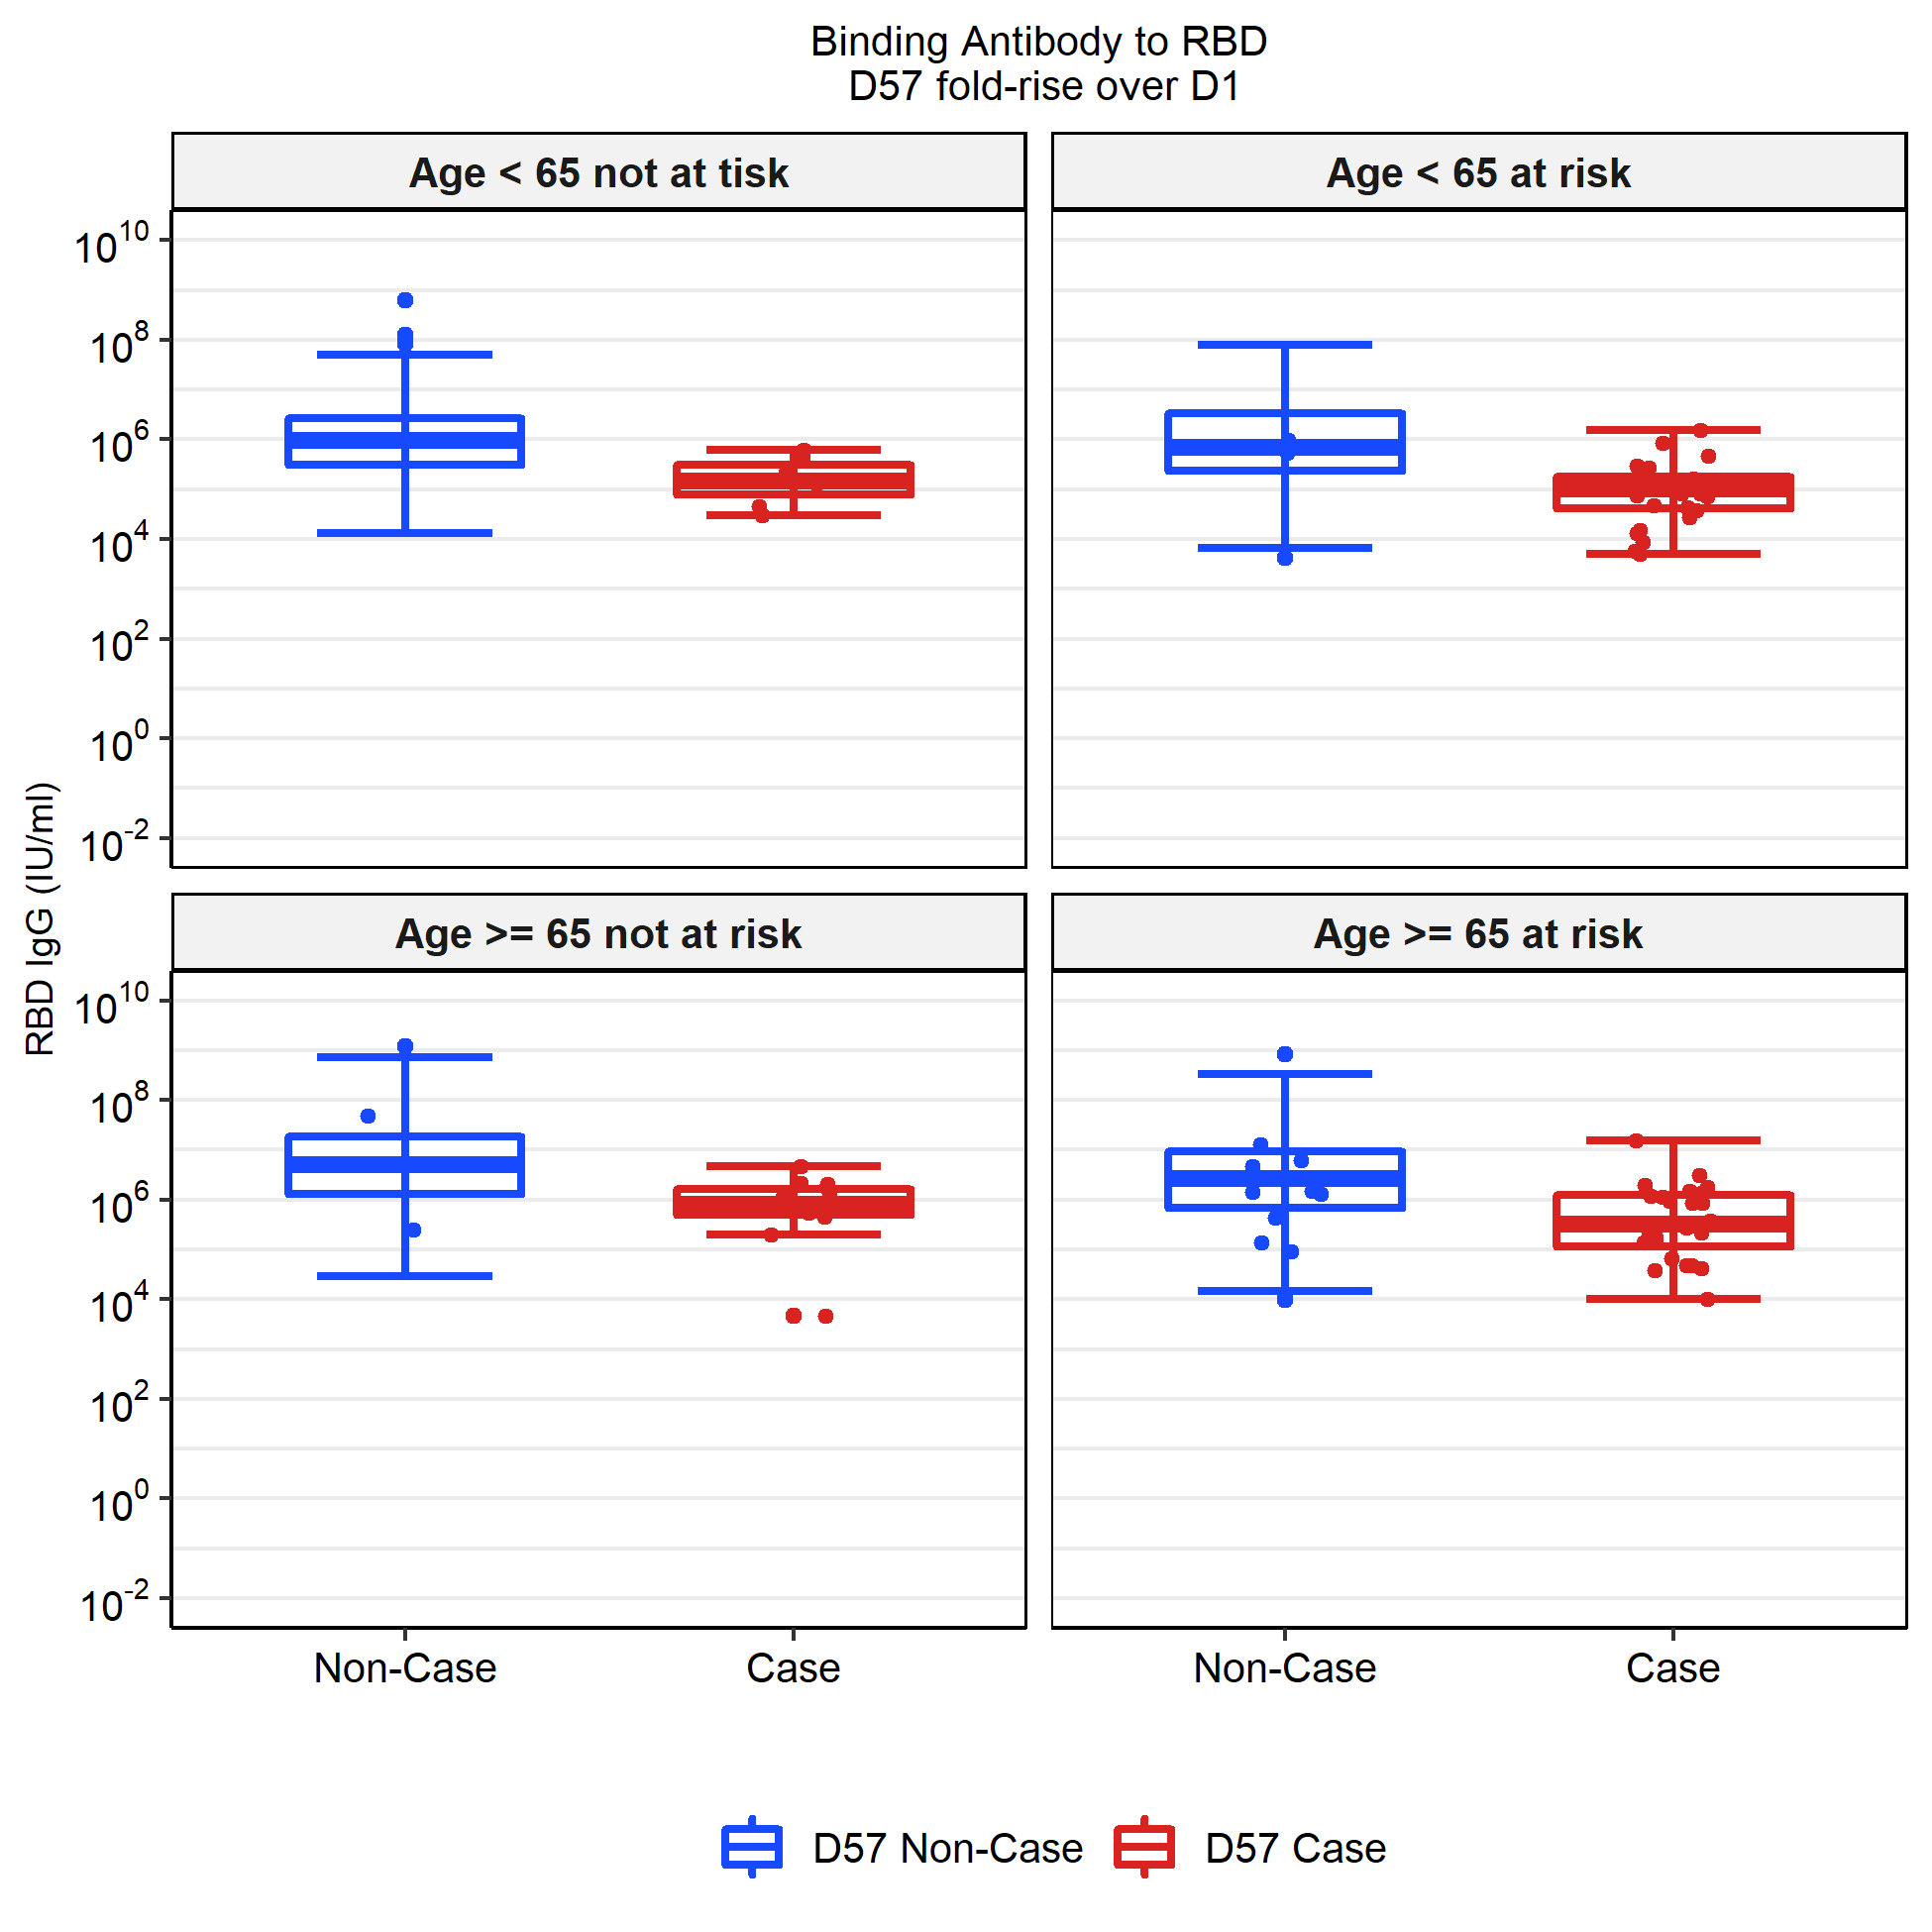 Binding Antibody to RBD
D57 fold-rise over D1
Age < 65 not at tisk
Age < 65 at risk
10^10
10^8
10^6
10^4
10^2
10^0
10^-2
RBD IgG (IU/ml)
Age >= 65 not at risk
Age >= 65 at risk
10^10
10^8
10^6
10^4
10^2
10^0
10^-2
Non-Case
Case
Non-Case
Case
D57 Non-Case
D57 Case